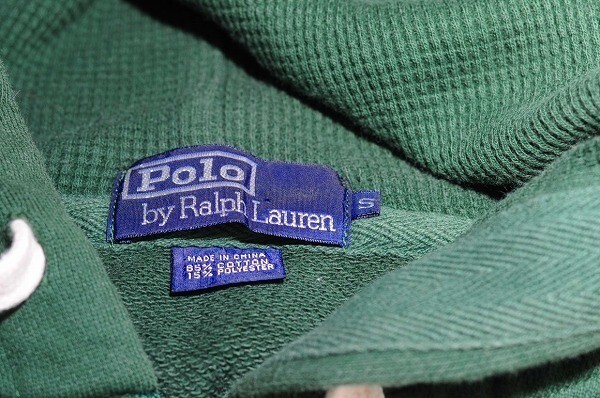 Polo
by Ralph Lauren
S
MADE IN CHINA
85% COTTON
15% POLYESTER